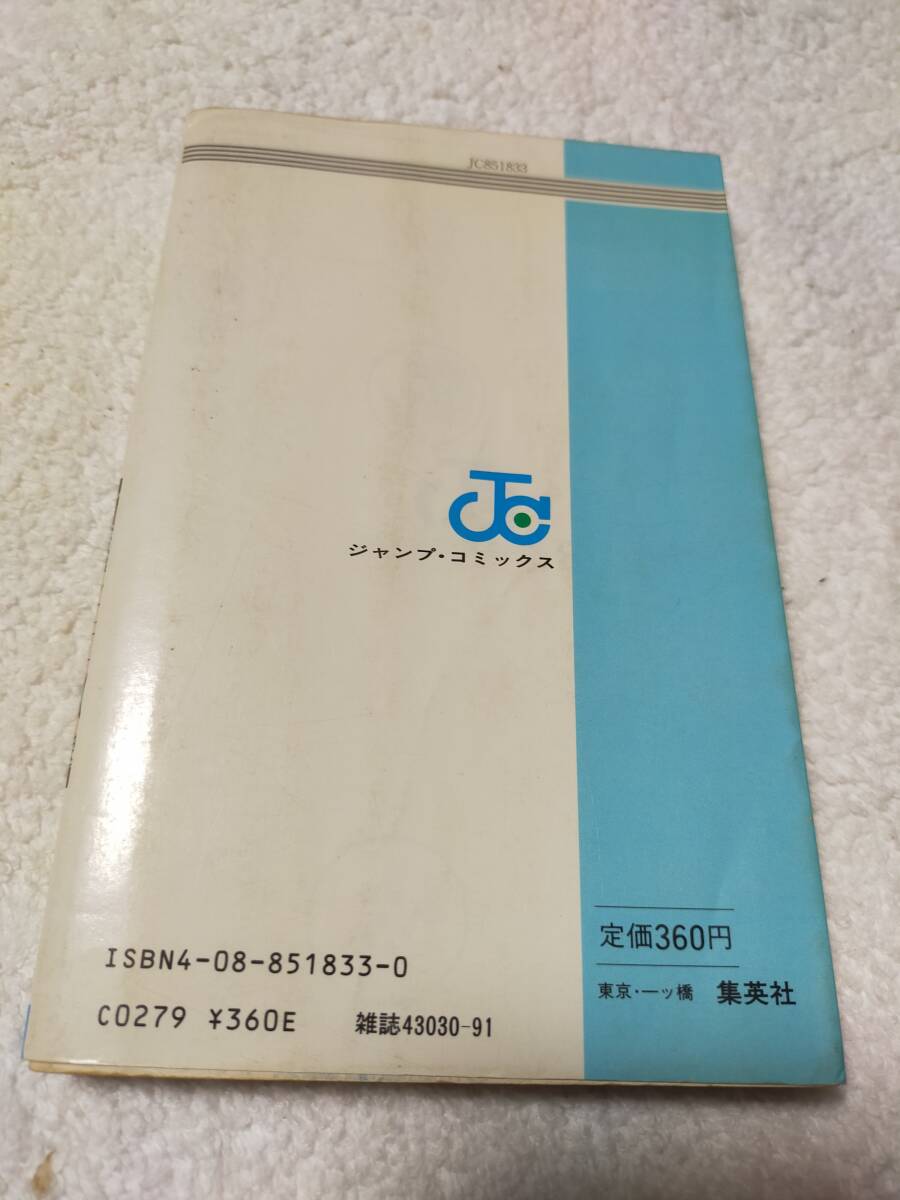 JC851833
JC
ジャンプ・コミックス
定価360円
東京・一ッ橋 集英社
ISBN4-08-851833-0
C0279 ¥360E 雑誌43030-91